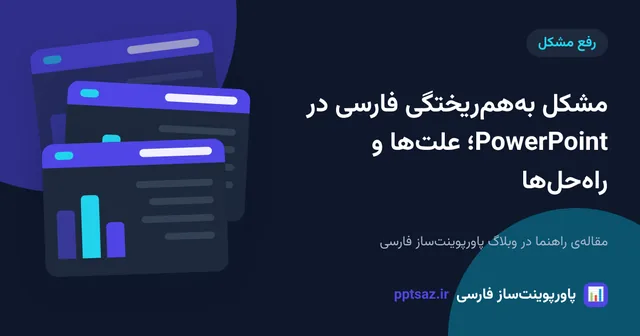 رفع مشکل
مشکل به‌هم‌ریختگی فارسی در
PowerPoint؛ علت‌ها و
راه‌حل‌ها
مقاله‌ی راهنما در وبلاگ پاورپوینت‌ساز فارسی
پاورپوینت‌ساز فارسی pptsaz.ir